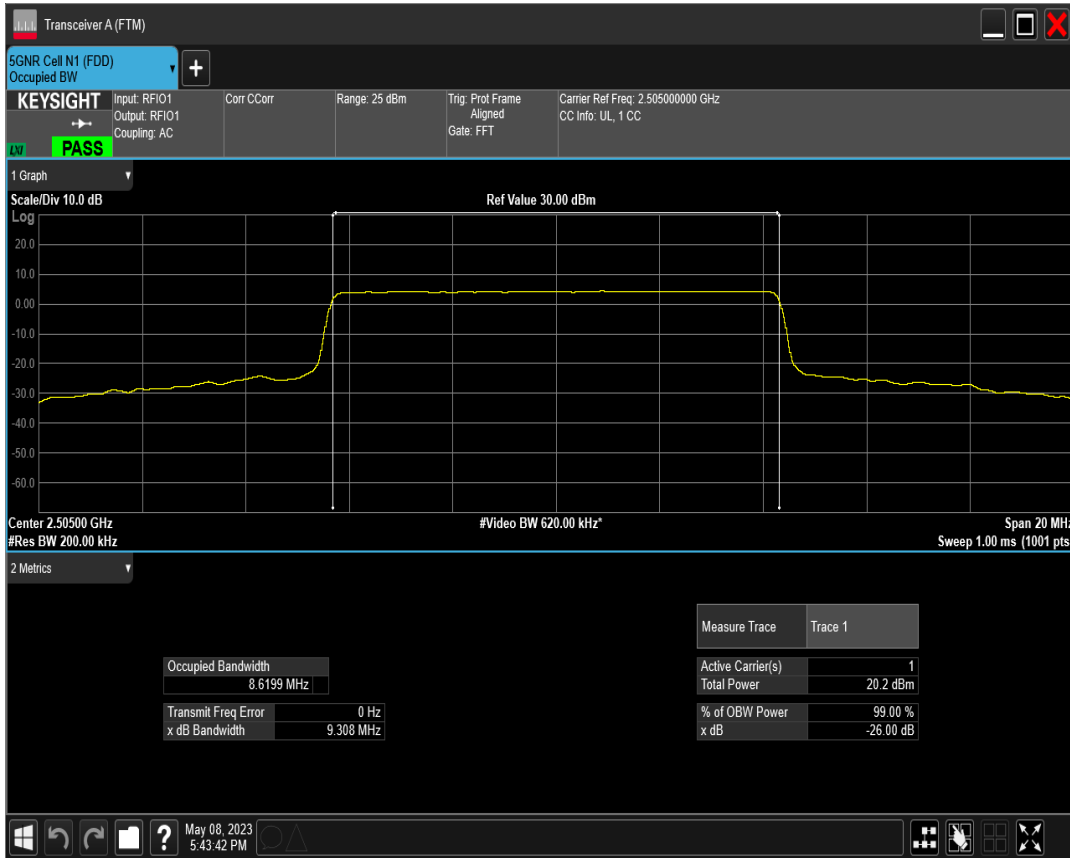 Transceiver A (FTM)
5GNR Cell N1 (FDD)
Occupied BW
+
KEYSIGHT
LXI
PASS
Input: RFIO1
Output: RFIO1
Coupling: AC
Corr CCorr
Range: 25 dBm
Trig: Prot Frame
Aligned
Gate: FFT
Carrier Ref Freq: 2.505000000 GHz
CC Info: UL, 1 CC
1 Graph
Scale/Div 10.0 dB
Ref Value 30.00 dBm
Log
20.0
10.0
0.00
-10.0
-20.0
-30.0
-40.0
-50.0
-60.0
Center 2.50500 GHz
#Video BW 620.00 kHz*
Span 20 MHz
#Res BW 200.00 kHz
Sweep 1.00 ms (1001 pts
2 Metrics
Measure Trace Trace 1
Occupied Bandwidth
8.6199 MHz
Active Carrier(s) 1
Total Power 20.2 dBm
Transmit Freq Error 0 Hz
x dB Bandwidth 9.308 MHz
% of OBW Power 99.00 %
x dB -26.00 dB
?
May 08, 2023
5:43:42 PM